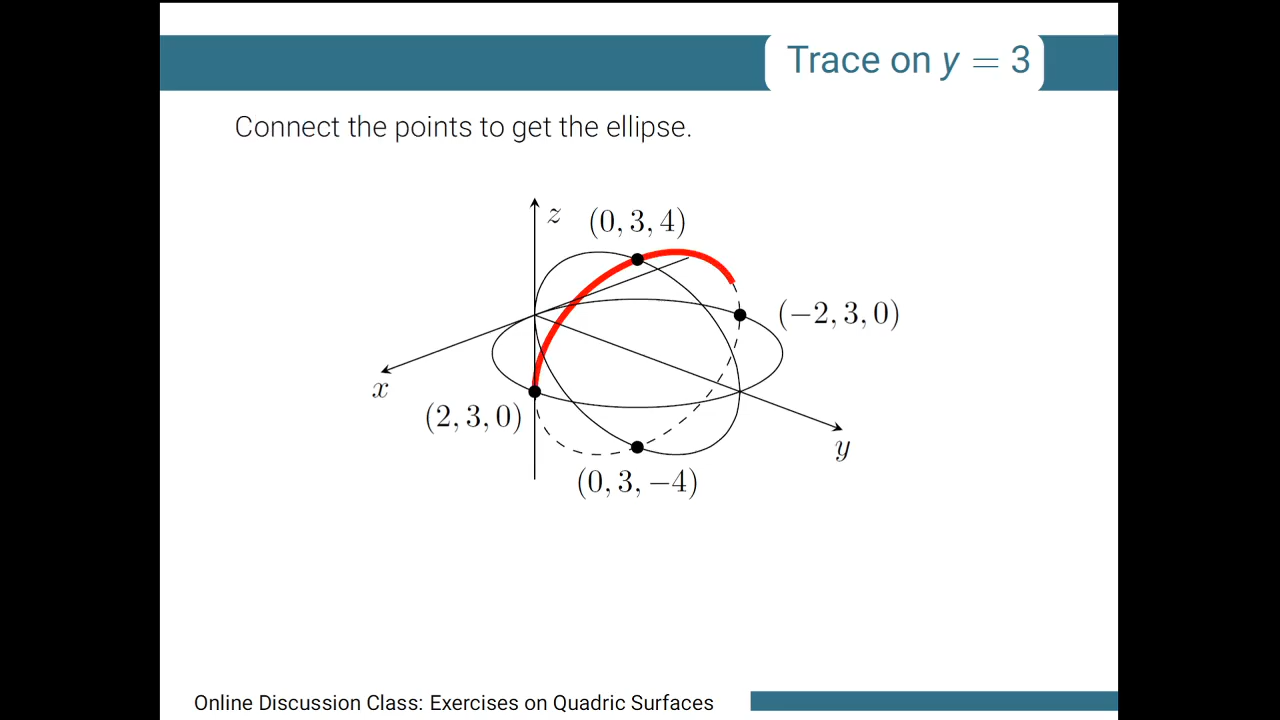 Trace on y = 3
Connect the points to get the ellipse.
z
(0, 3, 4)
(−2, 3, 0)
x
(2, 3, 0)
y
(0, 3, −4)
Online Discussion Class: Exercises on Quadric Surfaces